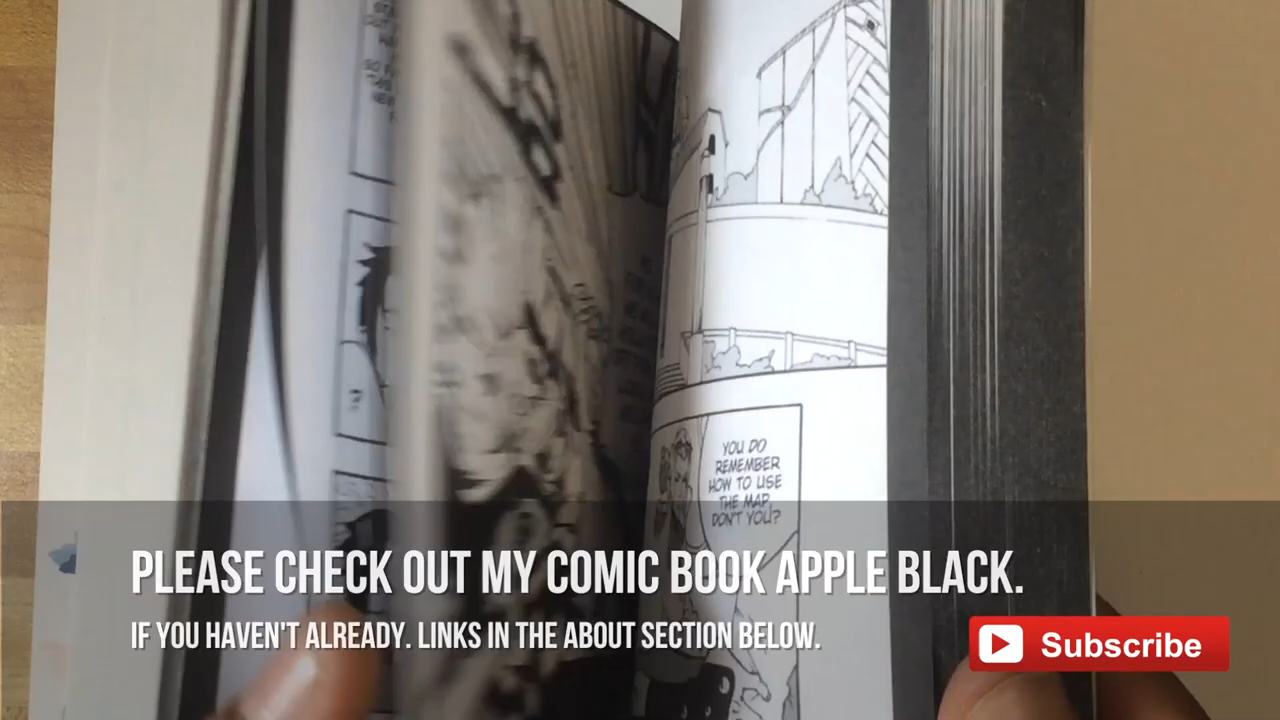 YOU DO
REMEMBER
HOW TO USE
THE MAP,
DON'T YOU?
PLEASE CHECK OUT MY COMIC BOOK APPLE BLACK.
IF YOU HAVEN'T ALREADY. LINKS IN THE ABOUT SECTION BELOW.
Subscribe